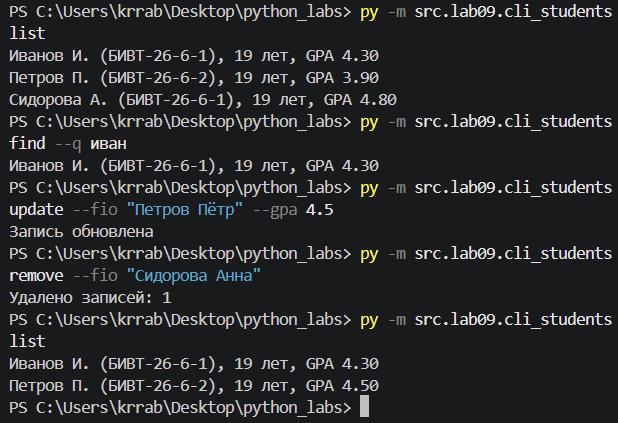 PS C:\Users\krrab\Desktop\python_labs> py -m src.lab09.cli_students
list
Иванов И. (БИВТ-26-6-1), 19 лет, GPA 4.30
Петров П. (БИВТ-26-6-2), 19 лет, GPA 3.90
Сидорова А. (БИВТ-26-6-1), 19 лет, GPA 4.80
PS C:\Users\krrab\Desktop\python_labs> py -m src.lab09.cli_students
find --q иван
Иванов И. (БИВТ-26-6-1), 19 лет, GPA 4.30
PS C:\Users\krrab\Desktop\python_labs> py -m src.lab09.cli_students
update --fio "Петров Пётр" --gpa 4.5
Запись обновлена
PS C:\Users\krrab\Desktop\python_labs> py -m src.lab09.cli_students
remove --fio "Сидорова Анна"
Удалено записей: 1
PS C:\Users\krrab\Desktop\python_labs> py -m src.lab09.cli_students
list
Иванов И. (БИВТ-26-6-1), 19 лет, GPA 4.30
Петров П. (БИВТ-26-6-2), 19 лет, GPA 4.50
PS C:\Users\krrab\Desktop\python_labs>